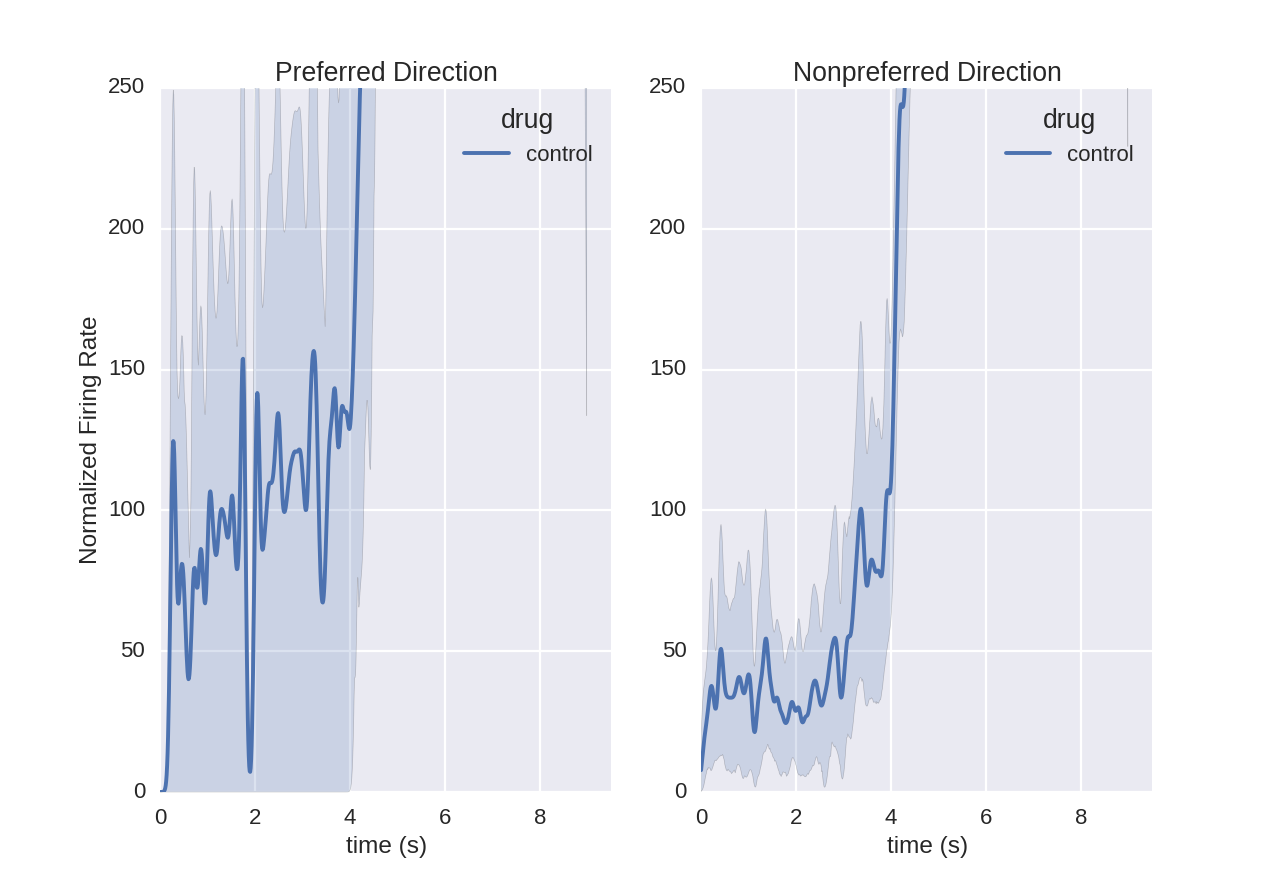 Preferred Direction
Nonpreferred Direction
250
200
150
100
50
0
Normalized Firing Rate
drug
control
0 2 4 6 8
time (s)
250
200
150
100
50
0
drug
control
0 2 4 6 8
time (s)